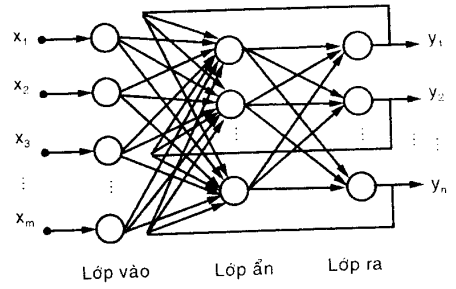 x1
y1
x2
y2
x3
xm
yn
Lớp vào
Lớp ẩn
Lớp ra